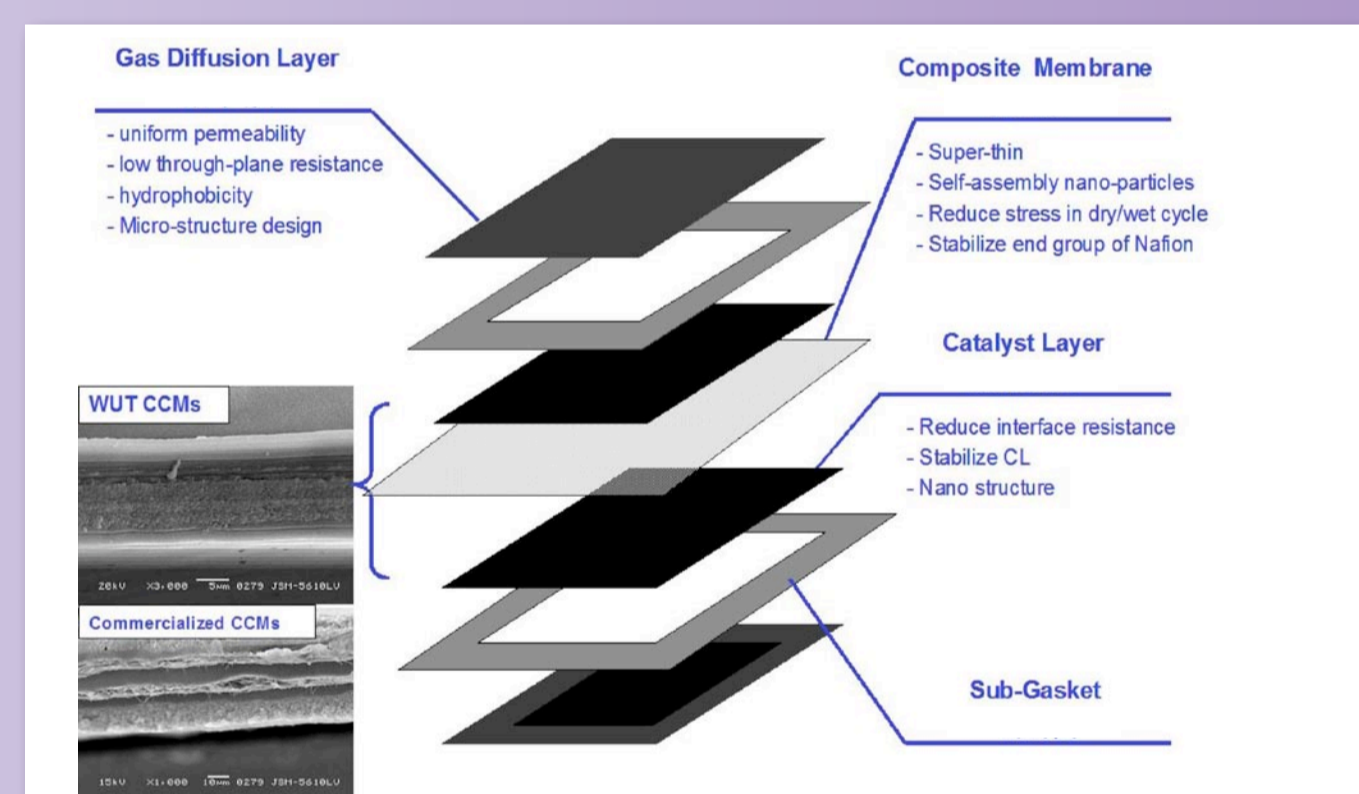 Gas Diffusion Layer
- uniform permeability
- low through-plane resistance
- hydrophobicity
- Micro-structure design
Composite Membrane
- Super-thin
- Self-assembly nano-particles
- Reduce stress in dry/wet cycle
- Stabilize end group of Nafion
Catalyst Layer
- Reduce interface resistance
- Stabilize CL
- Nano structure
Sub-Gasket
WUT CCMs
20kV X3,000 5µm 0279 JSM-5610LV
Commercialized CCMs
15kV X1,000 10µm 0279 JSM-5610LV